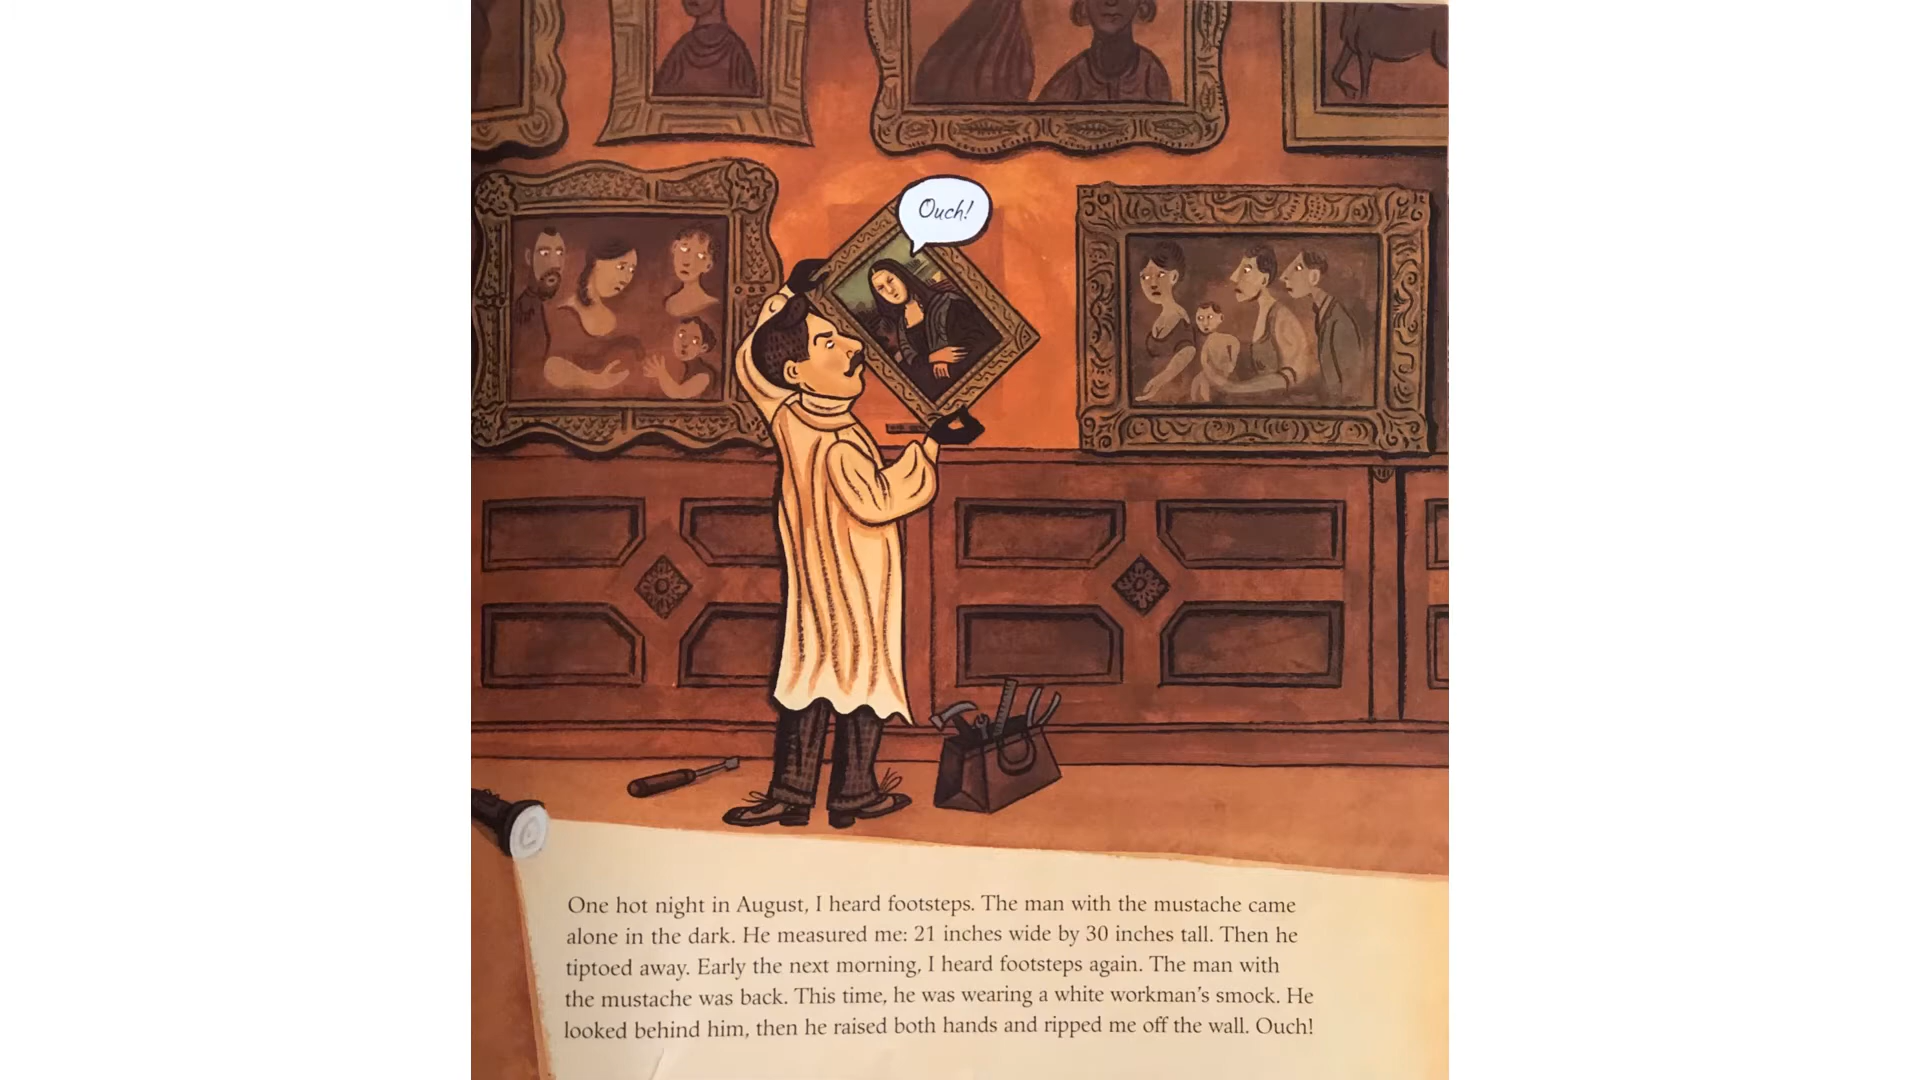 Ouch!
One hot night in August, I heard footsteps. The man with the mustache came
alone in the dark. He measured me: 21 inches wide by 30 inches tall. Then he
tiptoed away. Early the next morning, I heard footsteps again. The man with
the mustache was back. This time, he was wearing a white workman's smock. He
looked behind him, then he raised both hands and ripped me off the wall. Ouch!